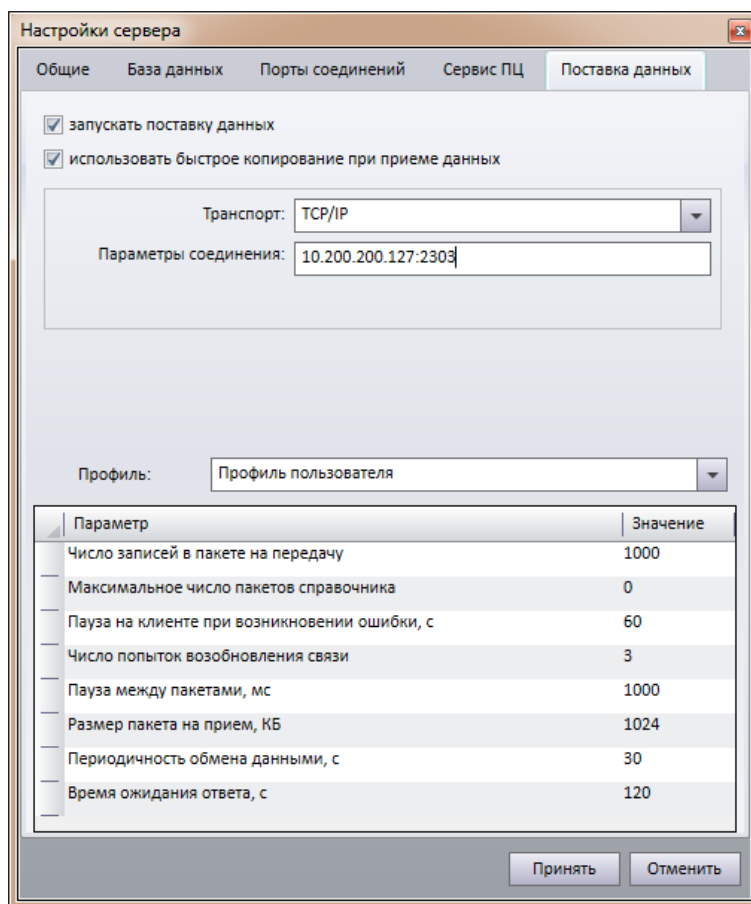 Настройки сервера
Общие База данных Порты соединений Сервис ПЦ Поставка данных
запускать поставку данных
использовать быстрое копирование при приеме данных
Транспорт: TCP/IP
Параметры соединения: 10.200.200.127:2303
Профиль: Профиль пользователя
Параметр Значение
Число записей в пакете на передачу 1000
Максимальное число пакетов справочника 0
Пауза на клиенте при возникновении ошибки, с 60
Число попыток возобновления связи 3
Пауза между пакетами, мс 1000
Размер пакета на прием, КБ 1024
Периодичность обмена данными, с 30
Время ожидания ответа, с 120
Принять Отменить